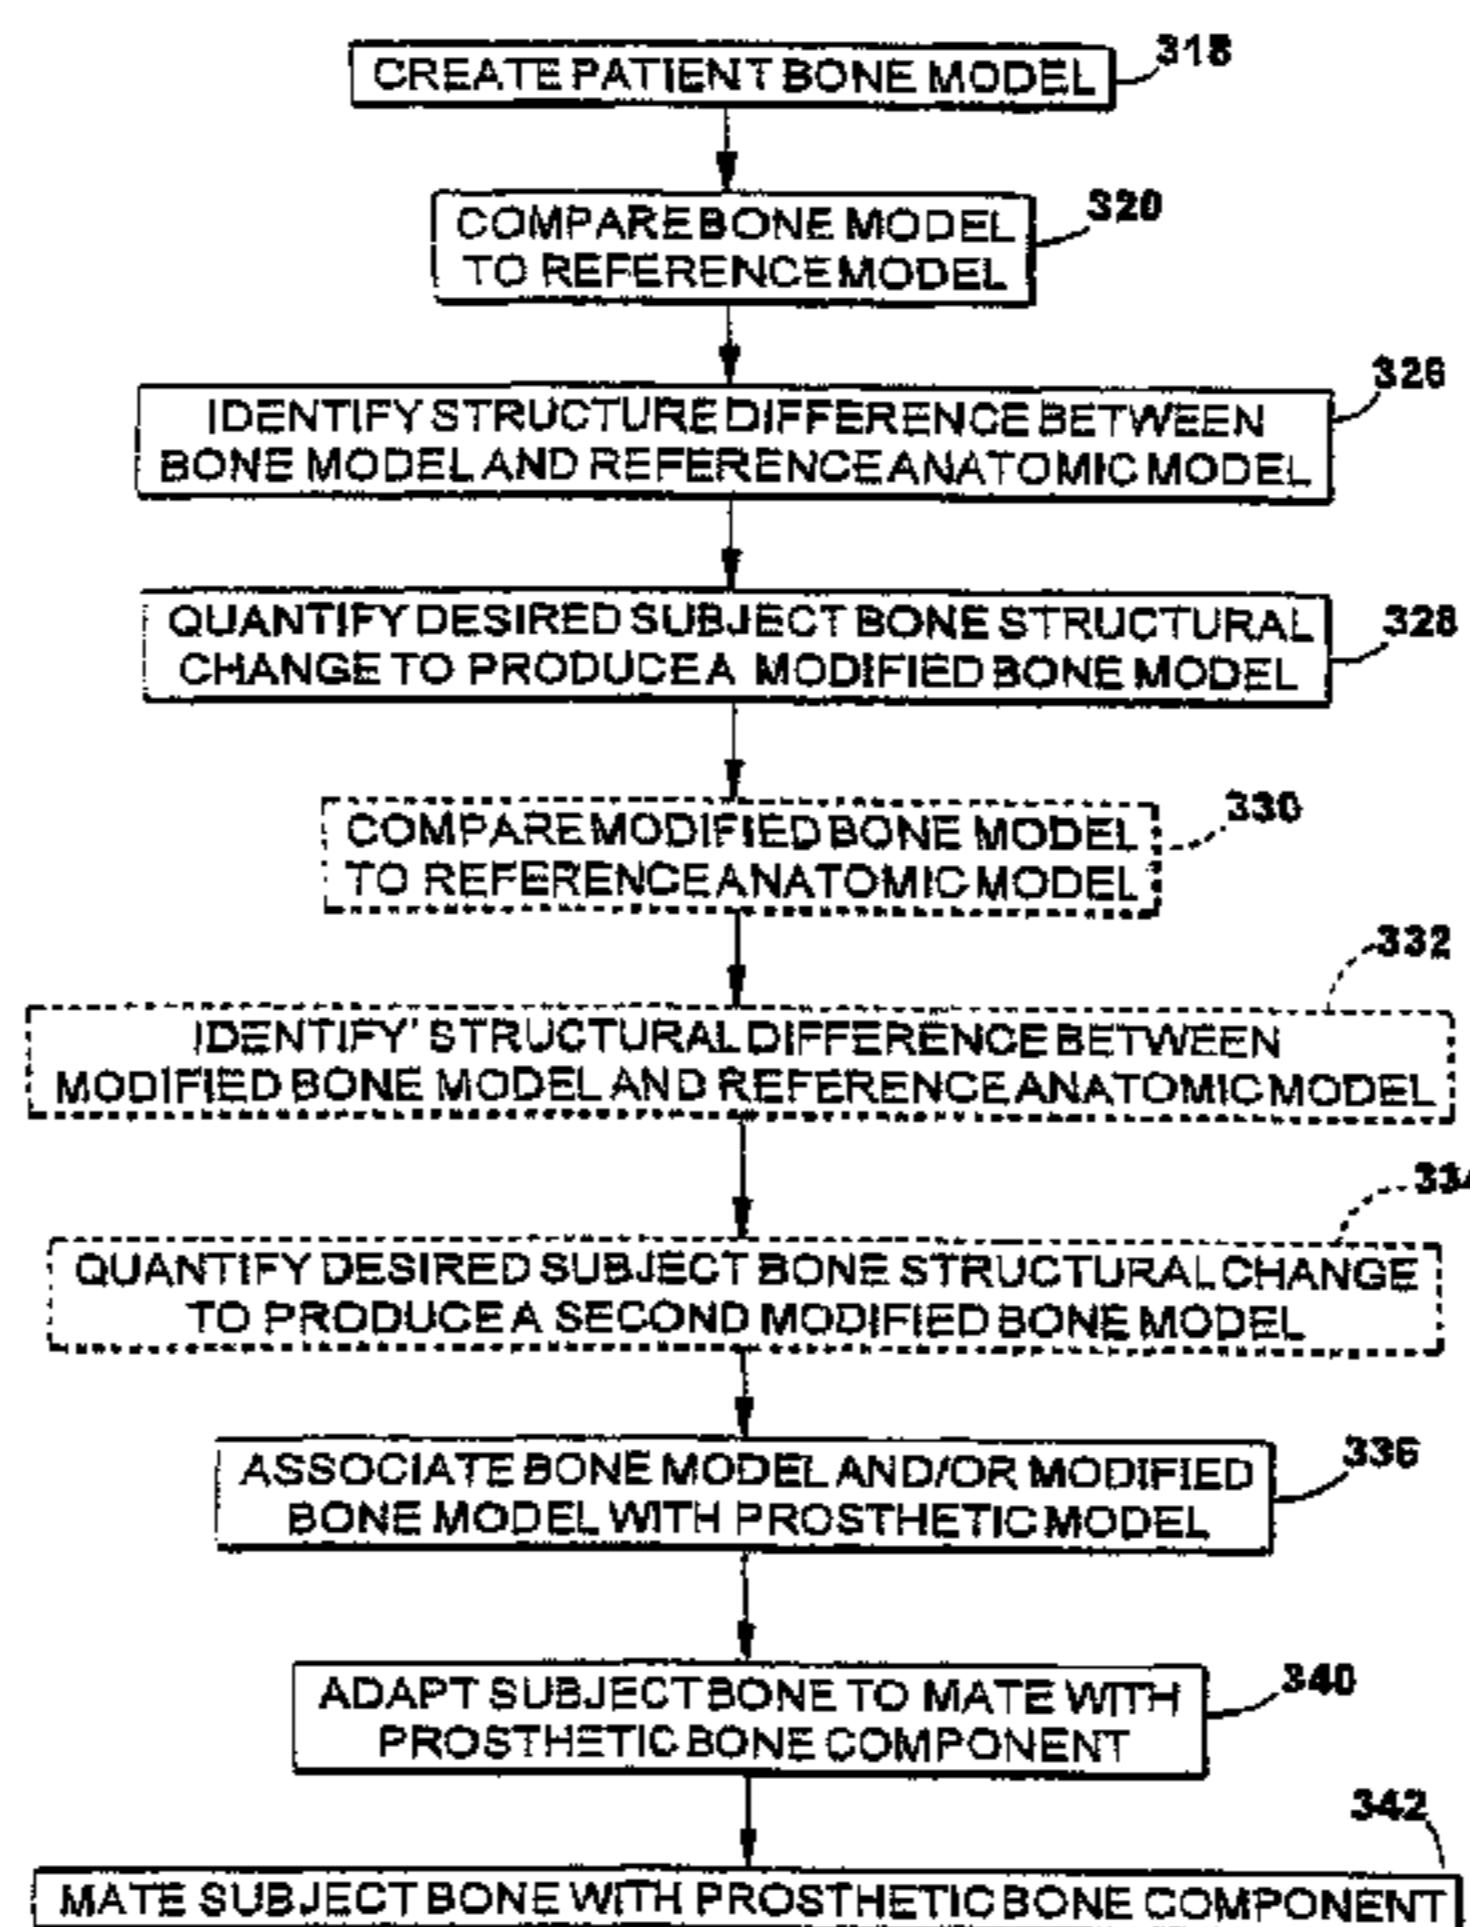 318
CREATE PATIENT BONE MODEL
320
COMPARE BONE MODEL
TO REFERENCE MODEL
326
IDENTIFY STRUCTURE DIFFERENCE BETWEEN
BONE MODEL AND REFERENCE ANATOMIC MODEL
328
QUANTIFY DESIRED SUBJECT BONE STRUCTURAL
CHANGE TO PRODUCE A MODIFIED BONE MODEL
330
COMPARE MODIFIED BONE MODEL
TO REFERENCE ANATOMIC MODEL
332
IDENTIFY' STRUCTURAL DIFFERENCE BETWEEN
MODIFIED BONE MODEL AND REFERENCE ANATOMIC MODEL
334
QUANTIFY DESIRED SUBJECT BONE STRUCTURAL CHANGE
TO PRODUCE A SECOND MODIFIED BONE MODEL
336
ASSOCIATE BONE MODEL AND/OR MODIFIED
BONE MODEL WITH PROSTHETIC MODEL
340
ADAPT SUBJECT BONE TO MATE WITH
PROSTHETIC BONE COMPONENT
342
MATE SUBJECT BONE WITH PROSTHETIC BONE COMPONENT